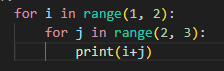 for i in range(1, 2):
    for j in range(2, 3):
        print(i+j)